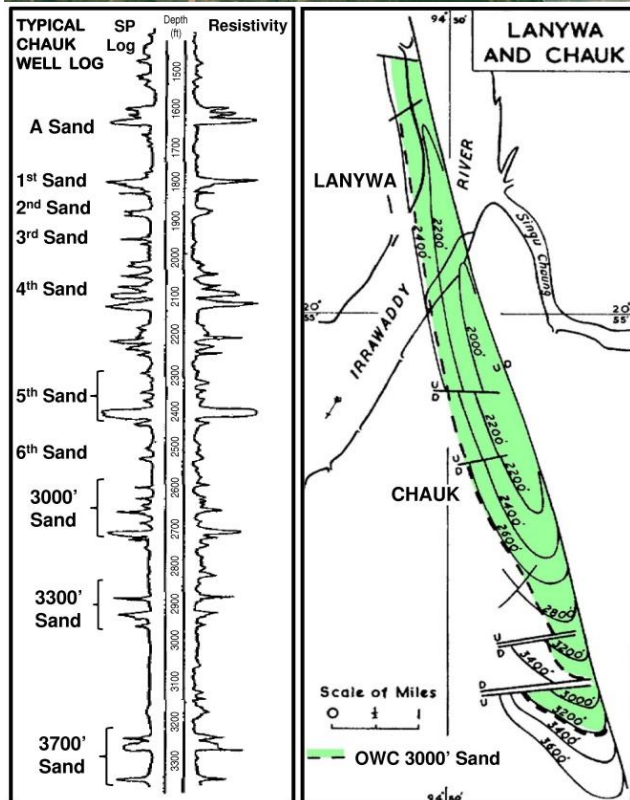 TYPICAL
CHAUK
WELL LOG
SP
Log
Depth
(ft)
Resistivity
1500
1600
A Sand
1700
1st Sand
1800
2nd Sand
1900
3rd Sand
2000
4th Sand
2100
2200
2300
5th Sand
2400
6th Sand
2500
2600
3000'
Sand
2700
2800
3300'
Sand
2900
3000
3100
3200
3700'
Sand
3300
94° 50'
LANYWA
AND CHAUK
LANYWA
RIVER
Singu Chaung
2200'
2400'
20°
55'
20°
55'
IRRAWADDY
2000'
U
D
U
D
2200'
U
D
2200'
CHAUK
2400'
2600'
2800'
D
U
3200'
3400'
D
U
3000'
3200'
3400'
3600'
Scale of Miles
0 ½ 1
OWC 3000' Sand
94° 50'